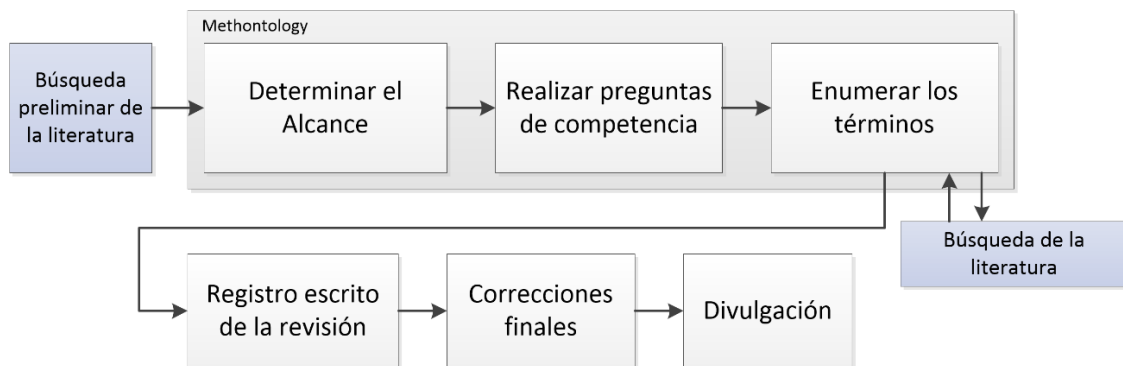 Methontology
Búsqueda
preliminar de
la literatura
Determinar el
Alcance
Realizar preguntas
de competencia
Enumerar los
términos
Búsqueda de la
literatura
Registro escrito
de la revisión
Correcciones
finales
Divulgación